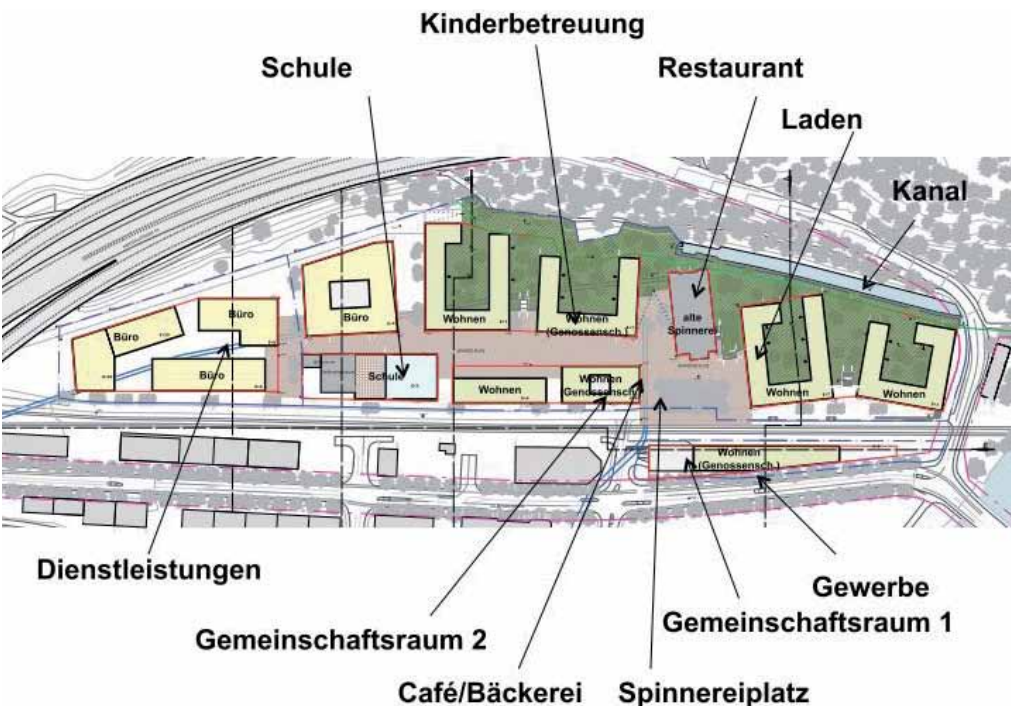 Kinderbetreuung
Schule
Restaurant
Laden
Kanal
Büro
Büro
Büro
Büro
Wohnen
Wohnen
(Genossensch.)
alte
Spinnerei
Wohnen
Wohnen
Schule
Wohnen
Wohnen
Genossensch
Wohnen
(Genossensch.)
Dienstleistungen
Gewerbe
Gemeinschaftsraum 1
Gemeinschaftsraum 2
Café/Bäckerei
Spinnereiplatz